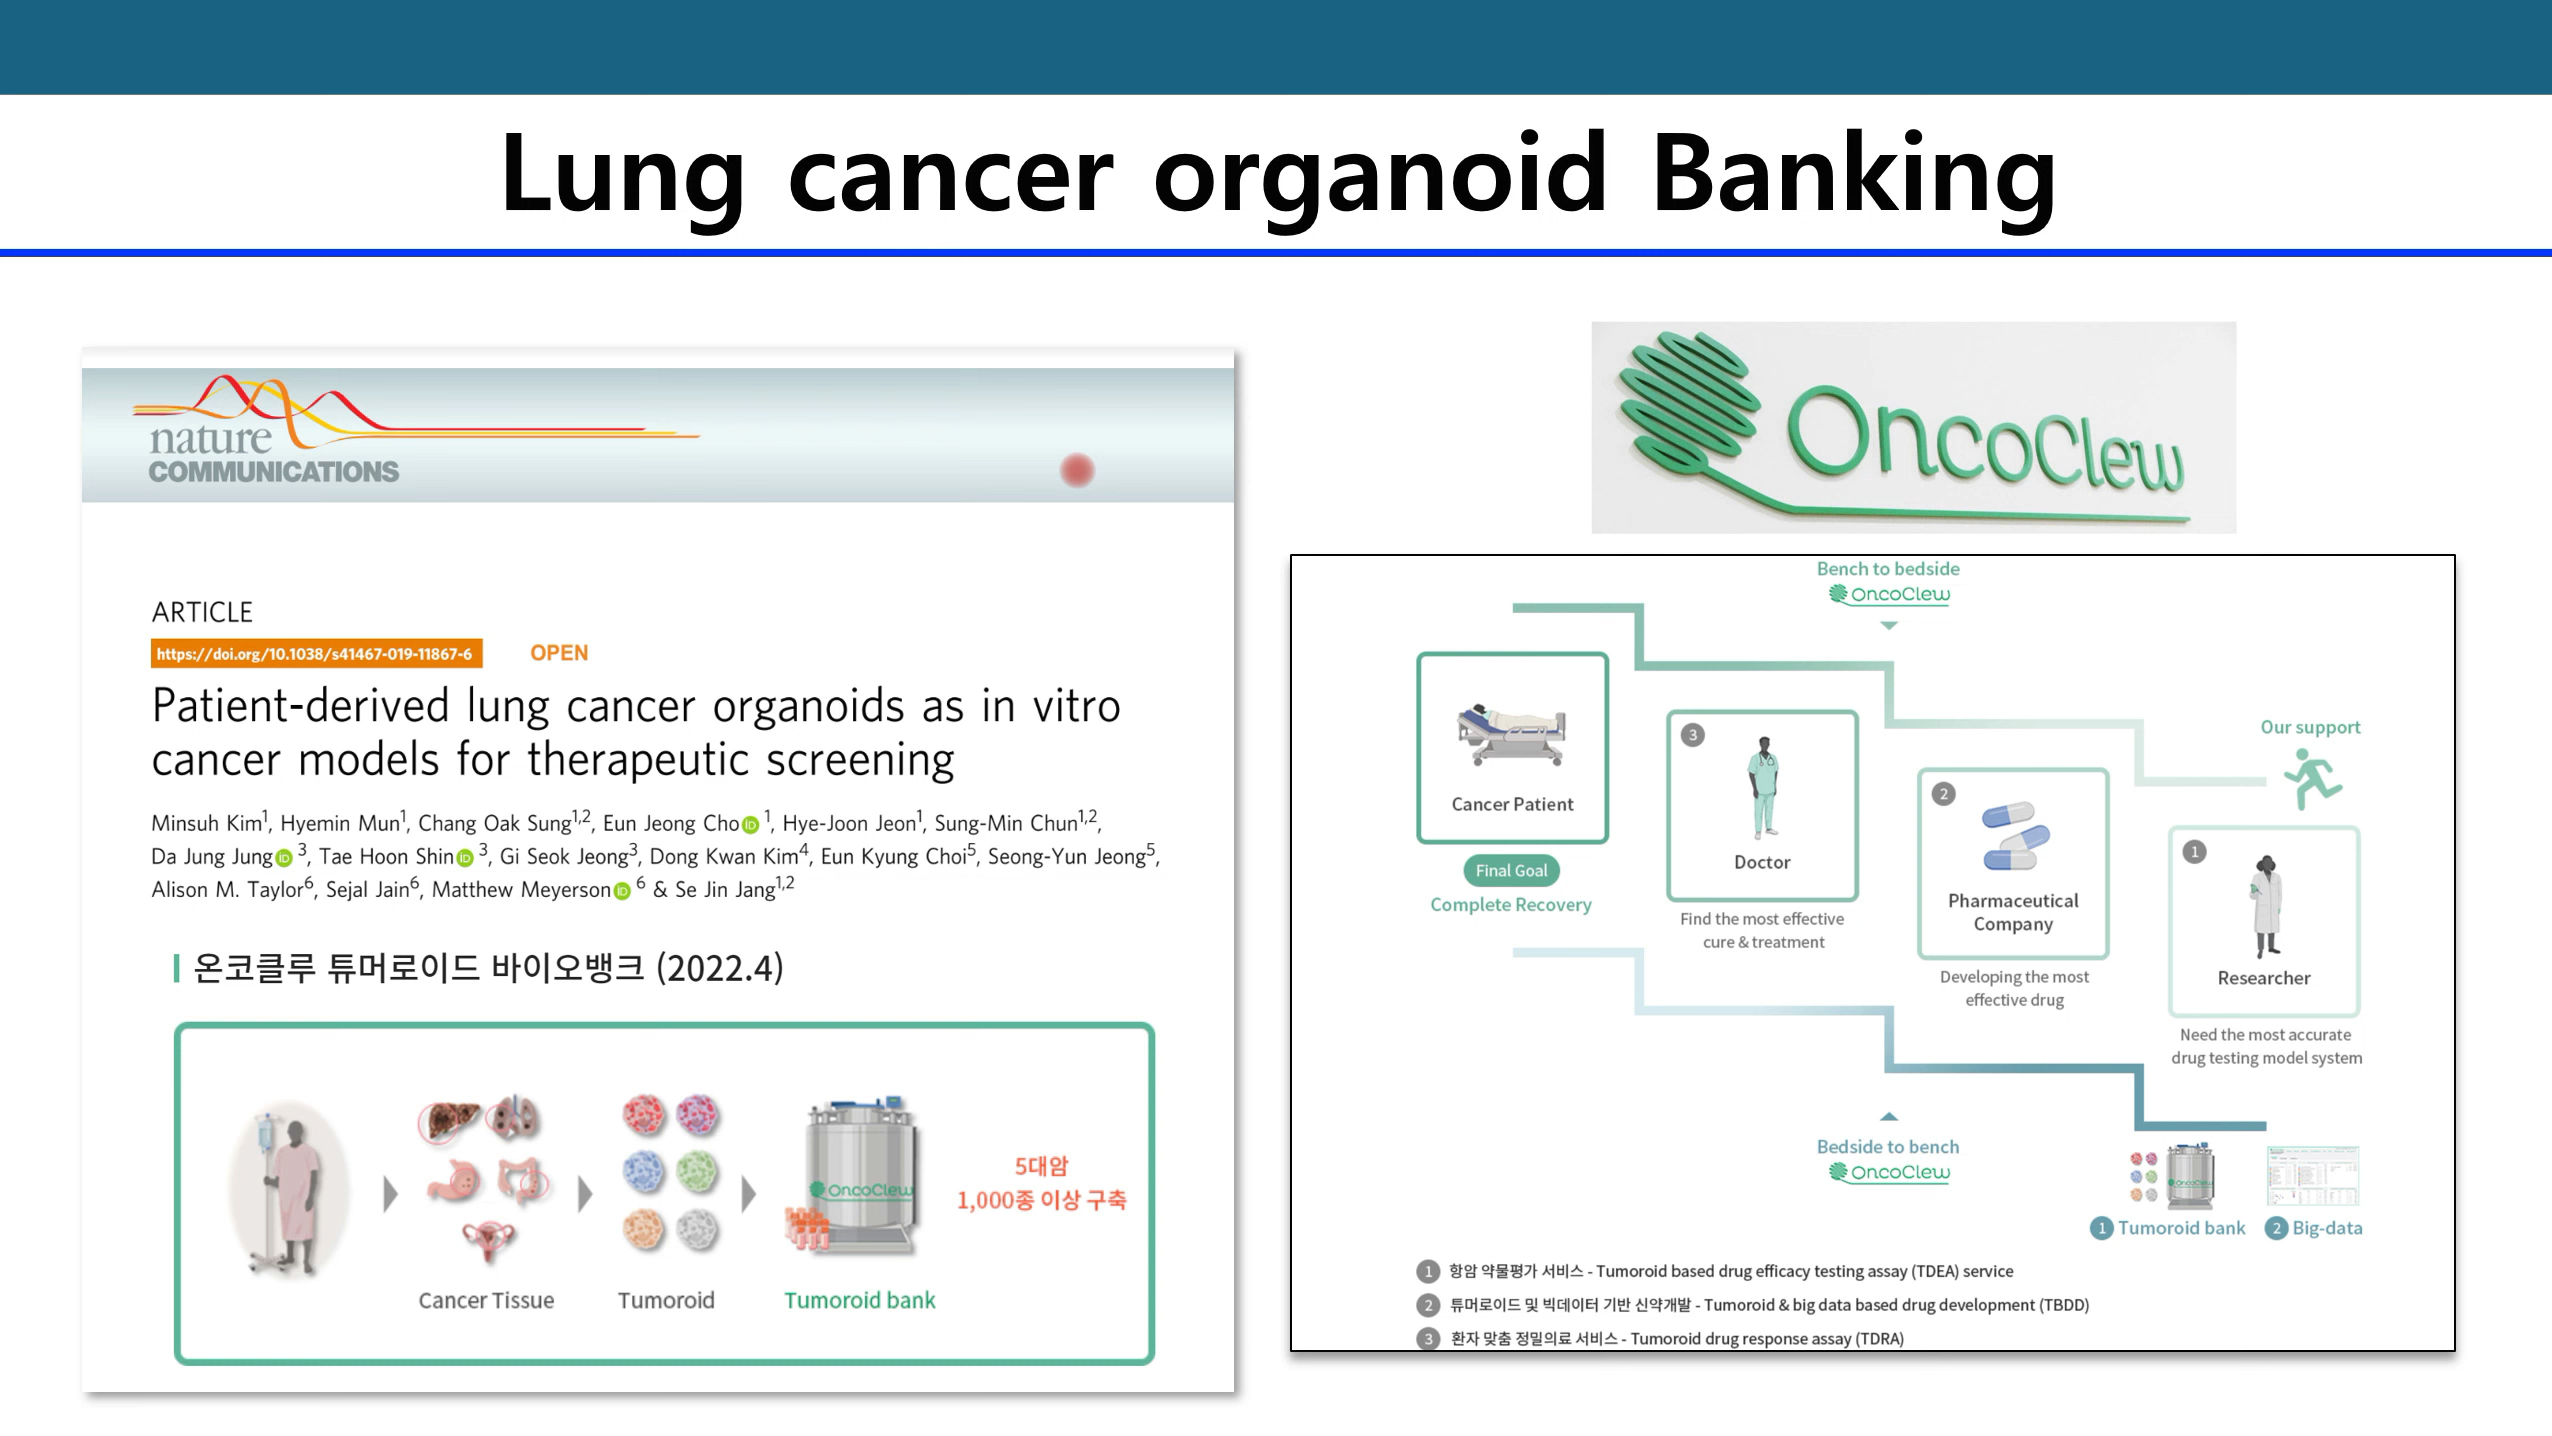 Lung cancer organoid Banking
nature
COMMUNICATIONS
ARTICLE
https://doi.org/10.1038/s41467-019-11867-6 OPEN
Patient-derived lung cancer organoids as in vitro
cancer models for therapeutic screening
Minsuh Kim1, Hyemin Mun1, Chang Oak Sung1,2, Eun Jeong Cho iD 1, Hye-Joon Jeon1, Sung-Min Chun1,2,
Da Jung Jung iD 3, Tae Hoon Shin iD 3, Gi Seok Jeong3, Dong Kwan Kim4, Eun Kyung Choi5, Seong-Yun Jeong5,
Alison M. Taylor6, Sejal Jain6, Matthew Meyerson iD 6 & Se Jin Jang1,2
온코클루 튜머로이드 바이오뱅크 (2022.4)
OncoClew
5대암
1,000종 이상 구축
Cancer Tissue
Tumoroid
Tumoroid bank
OncoClew
Bench to bedside
OncoClew
Cancer Patient
Final Goal
Complete Recovery
3
Doctor
Find the most effective
cure & treatment
2
Pharmaceutical
Company
Developing the most
effective drug
Our support
1
Researcher
Need the most accurate
drug testing model system
Bedside to bench
OncoClew
OncoClew
1 Tumoroid bank
2 Big-data
1 항암 약물평가 서비스 - Tumoroid based drug efficacy testing assay (TDEA) service
2 튜머로이드 및 빅데이터 기반 신약개발 - Tumoroid & big data based drug development (TBDD)
3 환자 맞춤 정밀의료 서비스 - Tumoroid drug response assay (TDRA)